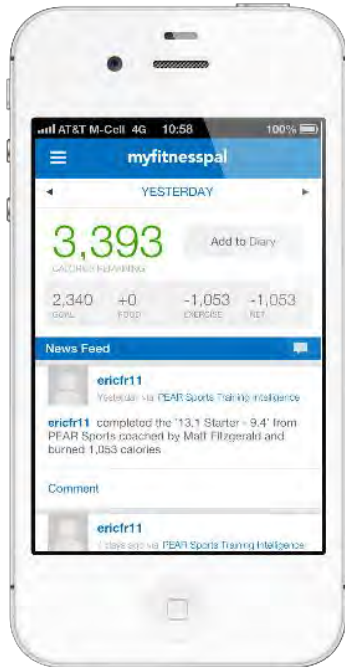 AT&T M-Cell 4G 10:58 100%
myfitnesspal
YESTERDAY
3,393
Add to Diary
CALORIES REMAINING
2,340 +0 -1,053 -1,053
GOAL FOOD EXERCISE NET
News Feed
ericfr11
Yesterday via PEAR Sports Training Intelligence
ericfr11 completed the '13.1 Starter - 9.4' from
PEAR Sports coached by Matt Fitzgerald and
burned 1,053 calories
Comment
ericfr11
days ago via PEAR Sports Training Intelligence